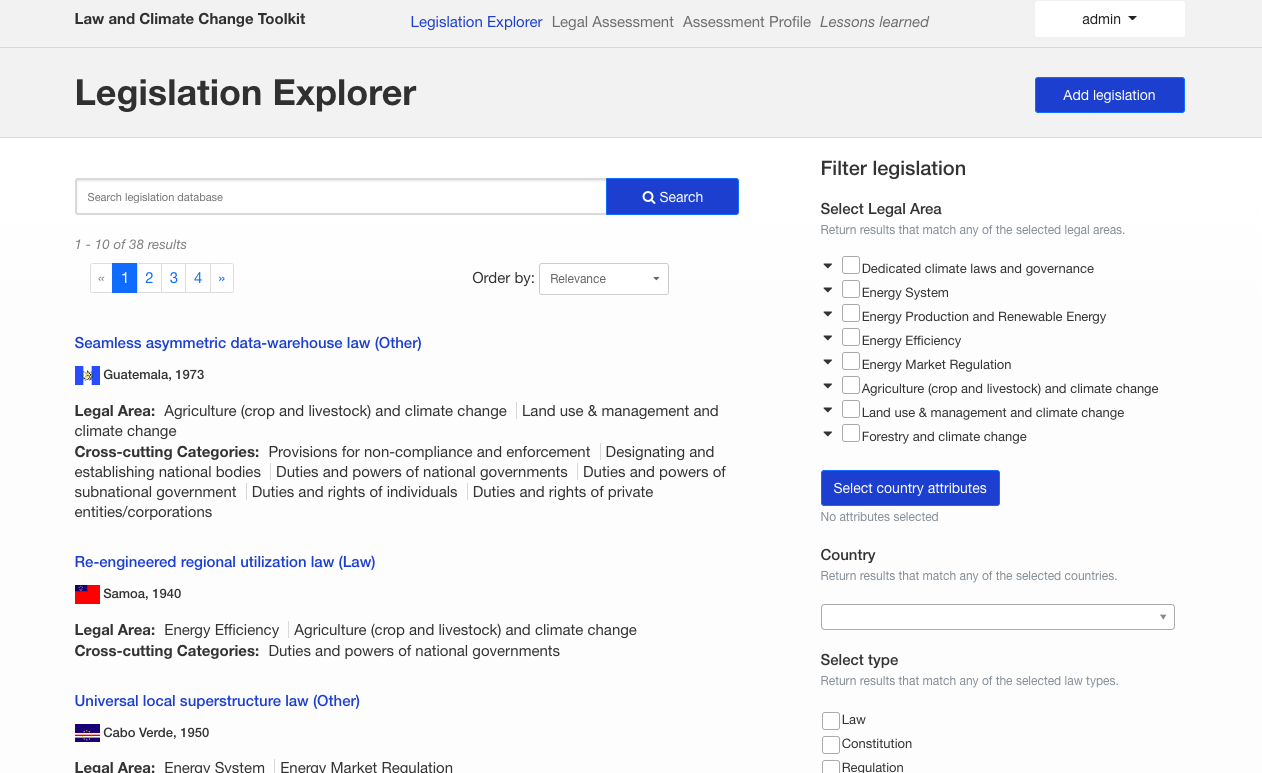 Law and Climate Change Toolkit
Legislation Explorer Legal Assessment Assessment Profile Lessons learned
admin
Legislation Explorer
Add legislation
Search legislation database
Search
1 - 10 of 38 results
« 1 2 3 4 »
Order by: Relevance
Seamless asymmetric data-warehouse law (Other)
Guatemala, 1973
Legal Area: Agriculture (crop and livestock) and climate change Land use & management and
climate change
Cross-cutting Categories: Provisions for non-compliance and enforcement Designating and
establishing national bodies Duties and powers of national governments Duties and powers of
subnational government Duties and rights of individuals Duties and rights of private
entities/corporations
Re-engineered regional utilization law (Law)
Samoa, 1940
Legal Area: Energy Efficiency Agriculture (crop and livestock) and climate change
Cross-cutting Categories: Duties and powers of national governments
Universal local superstructure law (Other)
Cabo Verde, 1950
Legal Area: Energy System Energy Market Regulation
Filter legislation
Select Legal Area
Return results that match any of the selected legal areas.
Dedicated climate laws and governance
Energy System
Energy Production and Renewable Energy
Energy Efficiency
Energy Market Regulation
Agriculture (crop and livestock) and climate change
Land use & management and climate change
Forestry and climate change
Select country attributes
No attributes selected
Country
Return results that match any of the selected countries.
Select type
Return results that match any of the selected law types.
Law
Constitution
Regulation